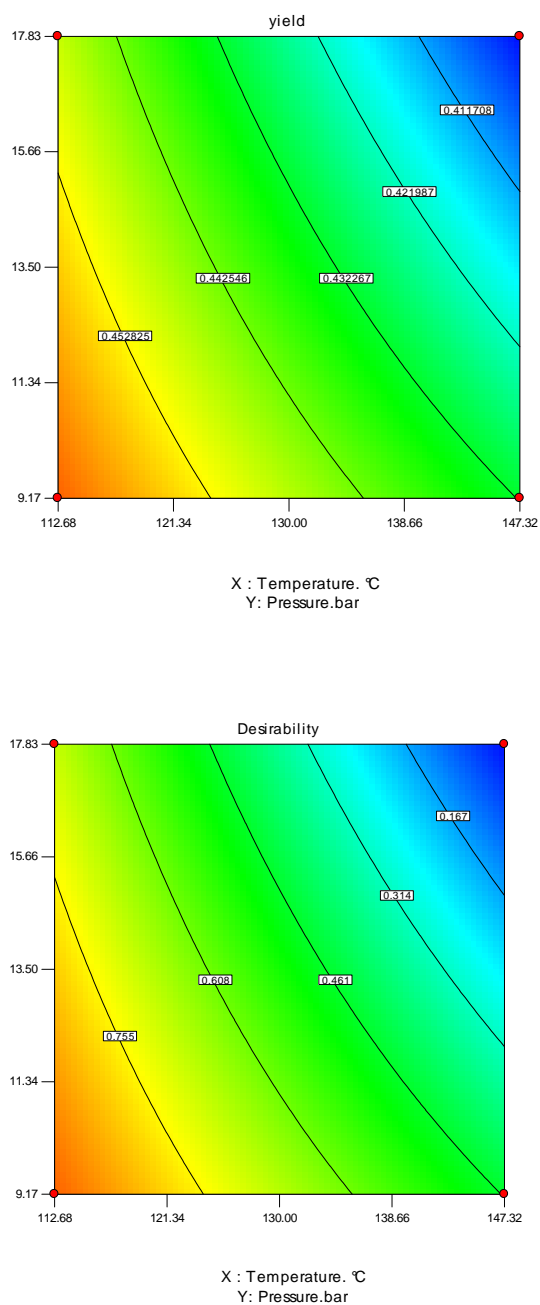 yield
17.83
0.411708
15.66
0.421987
13.50
0.442546
0.432267
0.452825
11.34
9.17
112.68 121.34 130.00 138.66 147.32
X : Temperature. °C
Y: Pressure.bar
Desirability
17.83
0.167
15.66
0.314
13.50
0.608
0.461
0.755
11.34
9.17
112.68 121.34 130.00 138.66 147.32
X : Temperature. °C
Y: Pressure.bar